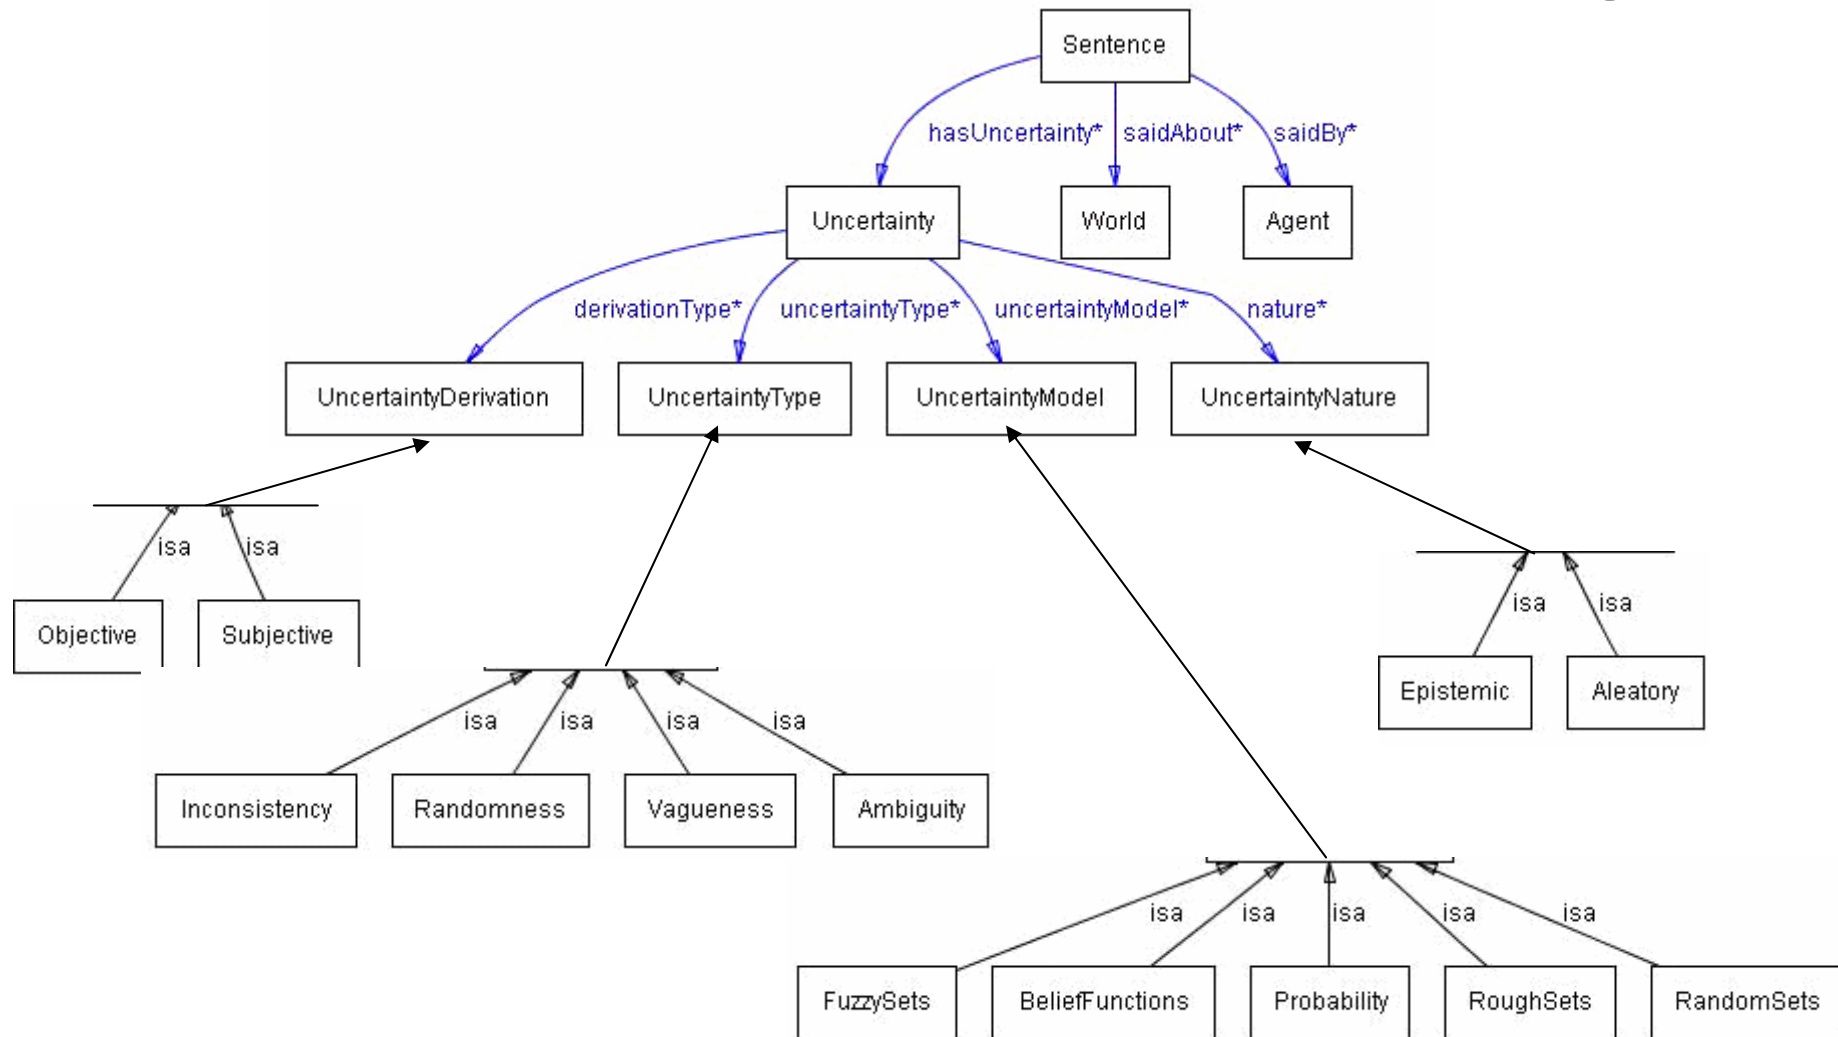 Sentence
hasUncertainty* saidAbout* saidBy*
Uncertainty World Agent
derivationType* uncertaintyType* uncertaintyModel* nature*
UncertaintyDerivation UncertaintyType UncertaintyModel UncertaintyNature
isa isa
isa isa
Objective Subjective
Epistemic Aleatory
isa isa isa isa
Inconsistency Randomness Vagueness Ambiguity
isa isa isa isa isa
FuzzySets BeliefFunctions Probability RoughSets RandomSets